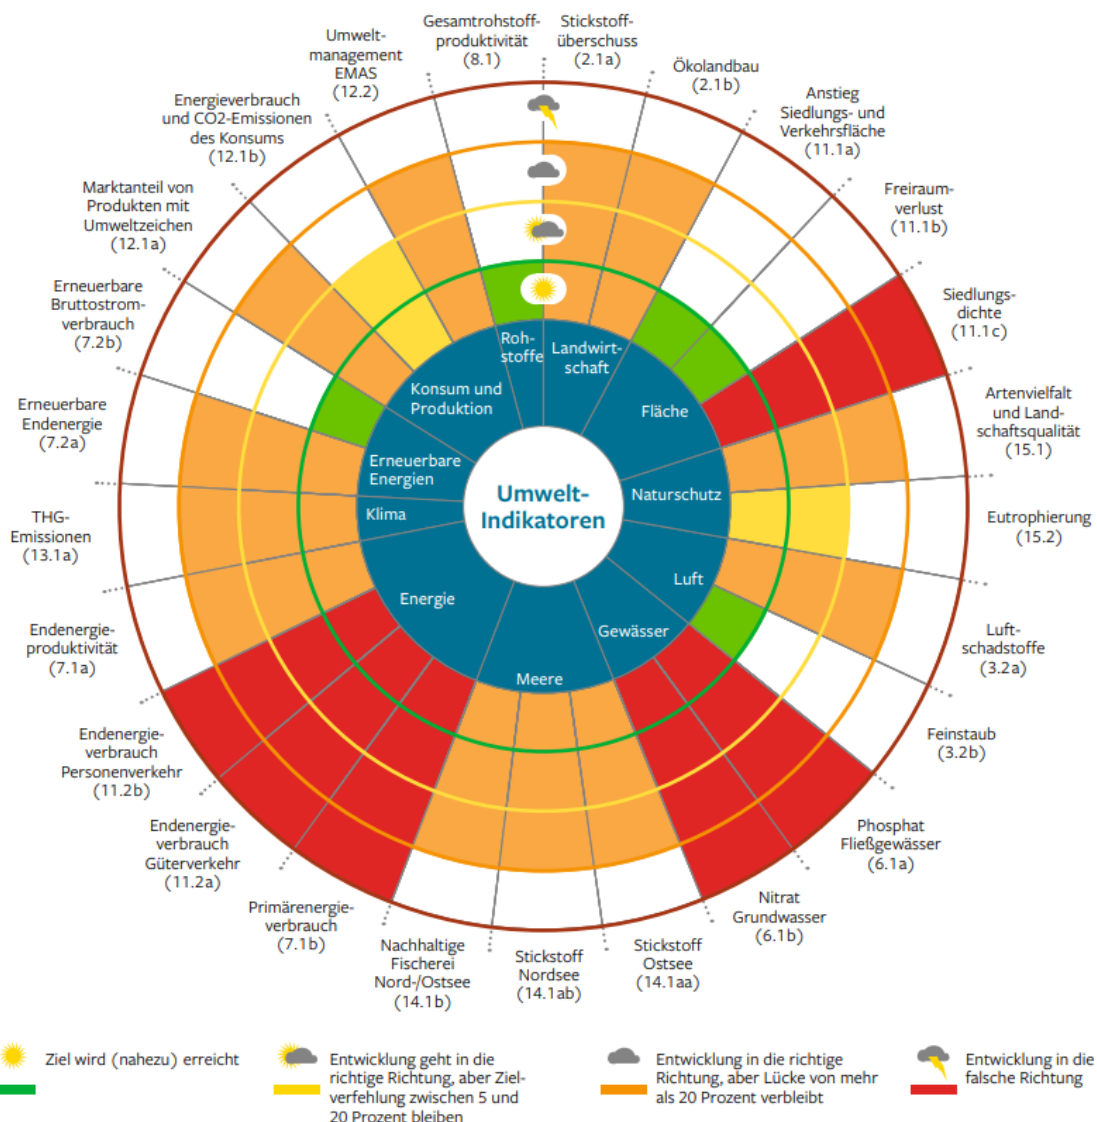 Gesamtrohstoff-
produktivität
(8.1)
Stickstoff-
überschuss
(2.1a)
Ökolandbau
(2.1b)
Anstieg
Siedlungs- und
Verkehrsfläche
(11.1a)
Freiraum-
verlust
(11.1b)
Siedlungs-
dichte
(11.1c)
Artenvielfalt
und Land-
schaftsqualität
(15.1)
Eutrophierung
(15.2)
Luft-
schadstoffe
(3.2a)
Feinstaub
(3.2b)
Phosphat
Fließgewässer
(6.1a)
Nitrat
Grundwasser
(6.1b)
Stickstoff
Ostsee
(14.1aa)
Stickstoff
Nordsee
(14.1ab)
Nachhaltige
Fischerei
Nord-/Ostsee
(14.1b)
Primärenergie-
verbrauch
(7.1b)
Endenergie-
verbrauch
Güterverkehr
(11.2a)
Endenergie-
verbrauch
Personenverkehr
(11.2b)
Endenergie-
produktivität
(7.1a)
THG-
Emissionen
(13.1a)
Erneuerbare
Endenergie
(7.2a)
Erneuerbare
Bruttostrom-
verbrauch
(7.2b)
Marktanteil von
Produkten mit
Umweltzeichen
(12.1a)
Energieverbrauch
und CO2-Emissionen
des Konsums
(12.1b)
Umwelt-
management
EMAS
(12.2)
Roh-
stoffe
Landwirt-
schaft
Fläche
Naturschutz
Luft
Gewässer
Meere
Energie
Klima
Erneuerbare
Energien
Konsum und
Produktion
Umwelt-
Indikatoren
Ziel wird (nahezu) erreicht
Entwicklung geht in die
richtige Richtung, aber Ziel-
verfehlung zwischen 5 und
20 Prozent bleiben
Entwicklung in die richtige
Richtung, aber Lücke von mehr
als 20 Prozent verbleibt
Entwicklung in die
falsche Richtung